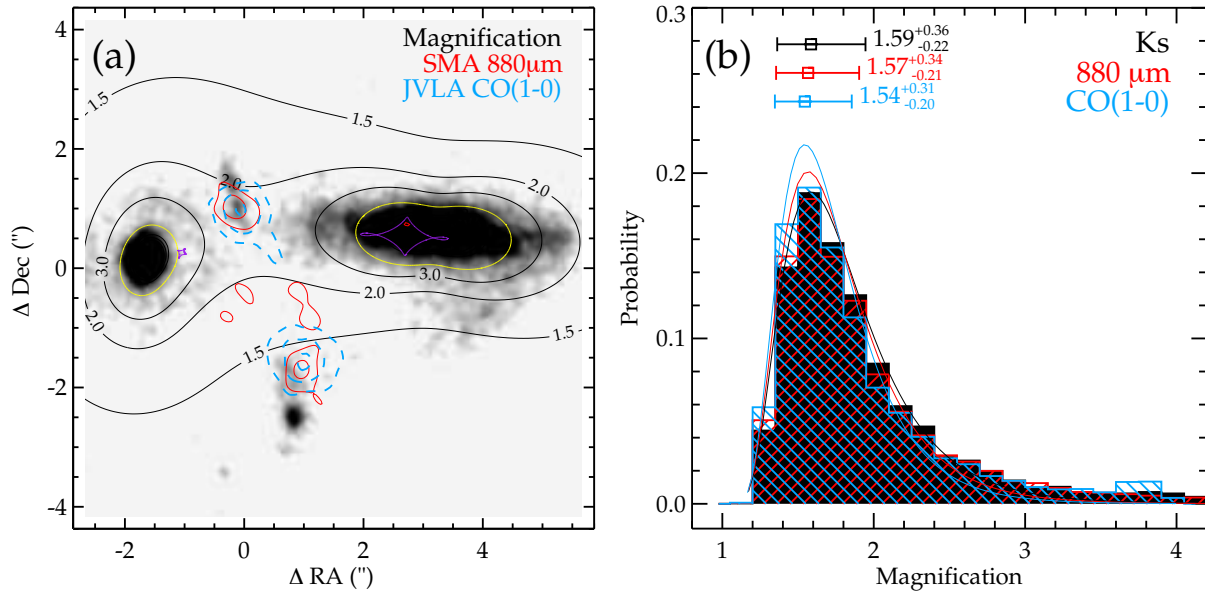 (a)
Magnification
SMA 880μm
JVLA CO(1-0)
1.5
1.5
2.0
2.0
3.0
3.0
2.0
2.0
1.5
1.5
4
2
0
-2
-4
-2
0
2
4
Δ Dec (")
Δ RA (")
(b)
1.59+0.36-0.22
1.57+0.34-0.21
1.54+0.31-0.20
Ks
880 μm
CO(1-0)
0.3
0.2
0.1
0.0
1
2
3
4
Probability
Magnification